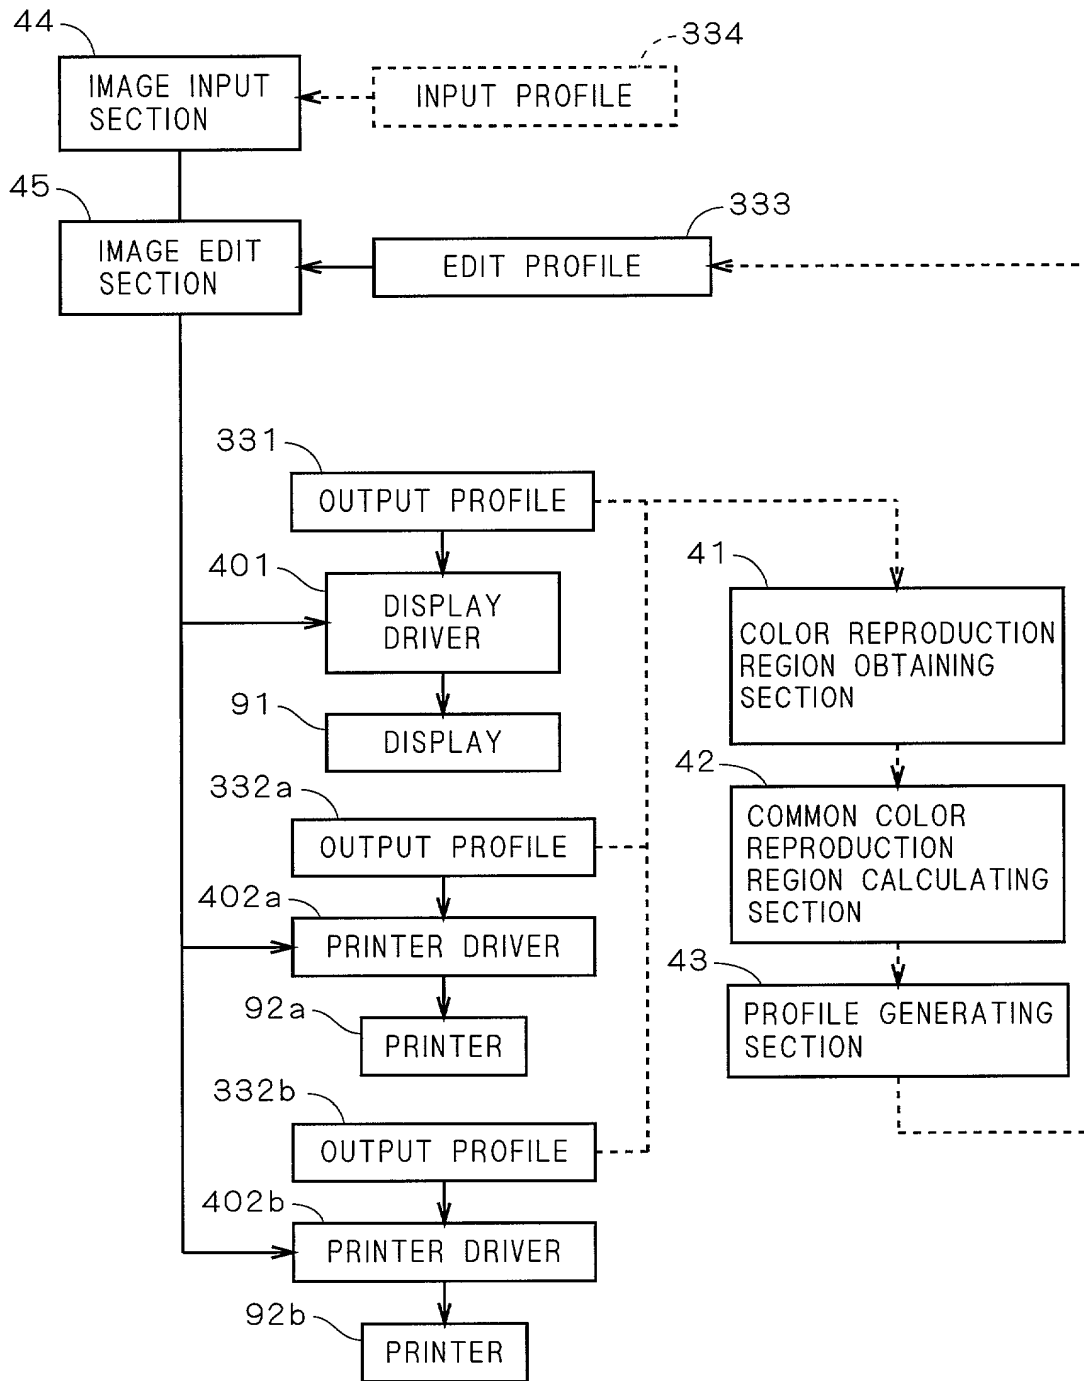 44
IMAGE INPUT
SECTION
334
INPUT PROFILE
45
IMAGE EDIT
SECTION
333
EDIT PROFILE
331
OUTPUT PROFILE
401
DISPLAY
DRIVER
91
DISPLAY
332a
OUTPUT PROFILE
402a
PRINTER DRIVER
92a
PRINTER
332b
OUTPUT PROFILE
402b
PRINTER DRIVER
92b
PRINTER
41
COLOR REPRODUCTION
REGION OBTAINING
SECTION
42
COMMON COLOR
REPRODUCTION
REGION CALCULATING
SECTION
43
PROFILE GENERATING
SECTION